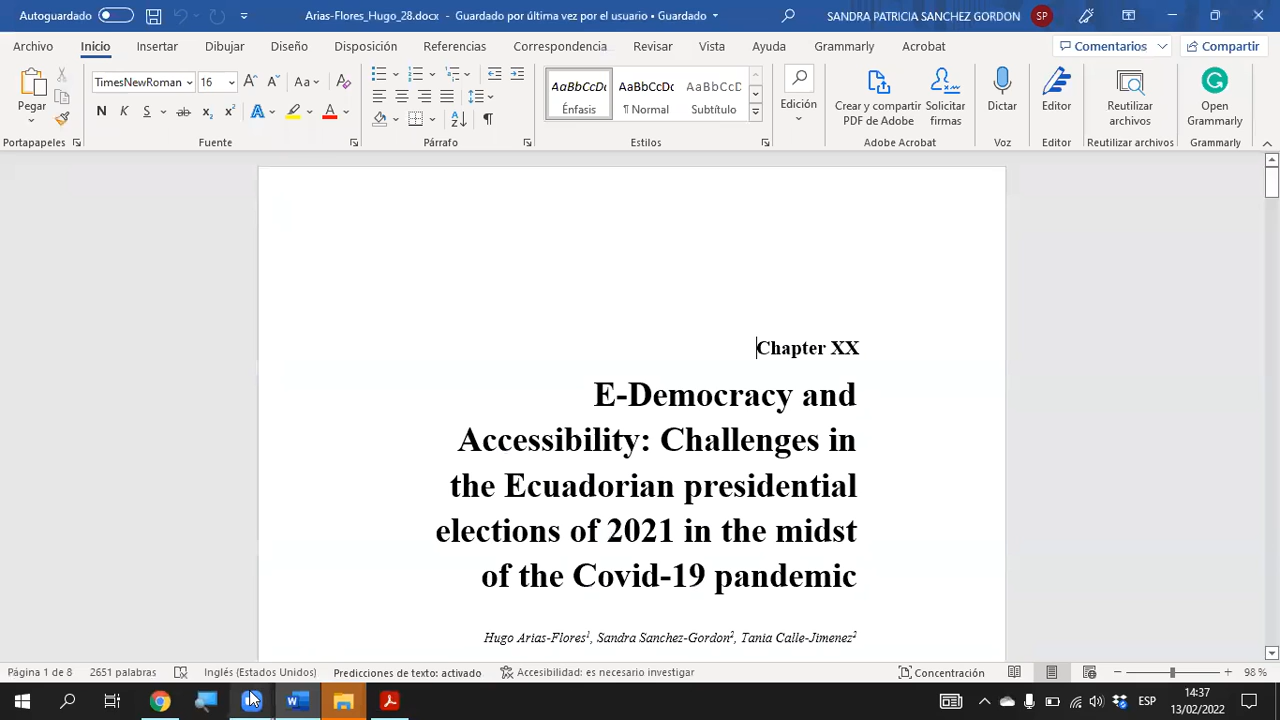 Autoguardado
Arias-Flores_Hugo_28.docx • Guardado por última vez por el usuario • Guardado
SANDRA PATRICIA SANCHEZ GORDON
SP
Archivo Inicio Insertar Dibujar Diseño Disposición Referencias Correspondencia Revisar Vista Ayuda Grammarly Acrobat
Comentarios
Compartir
Pegar
Portapapeles
TimesNewRoman 16 Aa
N K S ab x₂ x² A A
Fuente
Párrafo
AaBbCcDc AaBbCcDc AaBbCcD
Énfasis ¶ Normal Subtítulo
Estilos
Edición
Crear y compartir PDF de Adobe
Solicitar firmas
Adobe Acrobat
Dictar
Voz
Editor
Editor
Reutilizar archivos
Reutilizar archivos
Open Grammarly
Grammarly
Chapter XX
E-Democracy and
Accessibility: Challenges in
the Ecuadorian presidential
elections of 2021 in the midst
of the Covid-19 pandemic
Hugo Arias-Flores¹, Sandra Sanchez-Gordon², Tania Calle-Jimenez²
Página 1 de 8 2651 palabras Inglés (Estados Unidos) Predicciones de texto: activado Accesibilidad: es necesario investigar Concentración 98 %
ESP
14:37
13/02/2022